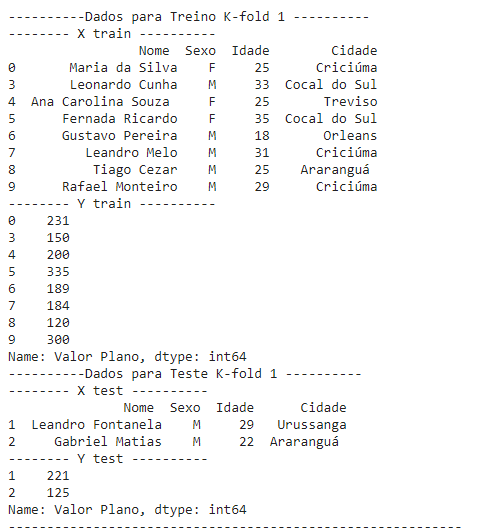 ----------Dados para Treino K-fold 1 ----------
-------- X train ----------
                 Nome  Sexo  Idade        Cidade
0       Maria da Silva    F     25      Criciúma
3       Leonardo Cunha    M     33  Cocal do Sul
4  Ana Carolina Souza     F     25       Treviso
5      Fernada Ricardo    F     35  Cocal do Sul
6      Gustavo Pereira    M     18       Orleans
7         Leandro Melo    M     31      Criciúma
8          Tiago Cezar    M     25    Araranguá
9      Rafael Monteiro    M     29      Criciúma
-------- Y train ----------
0    231
3    150
4    200
5    335
6    189
7    184
8    120
9    300
Name: Valor Plano, dtype: int64
----------Dados para Teste K-fold 1 ----------
-------- X test ----------
               Nome  Sexo  Idade      Cidade
1  Leandro Fontanela    M     29   Urussanga
2     Gabriel Matias    M     22  Araranguá
-------- Y test ----------
1    221
2    125
Name: Valor Plano, dtype: int64
-----------------------------------------------------------